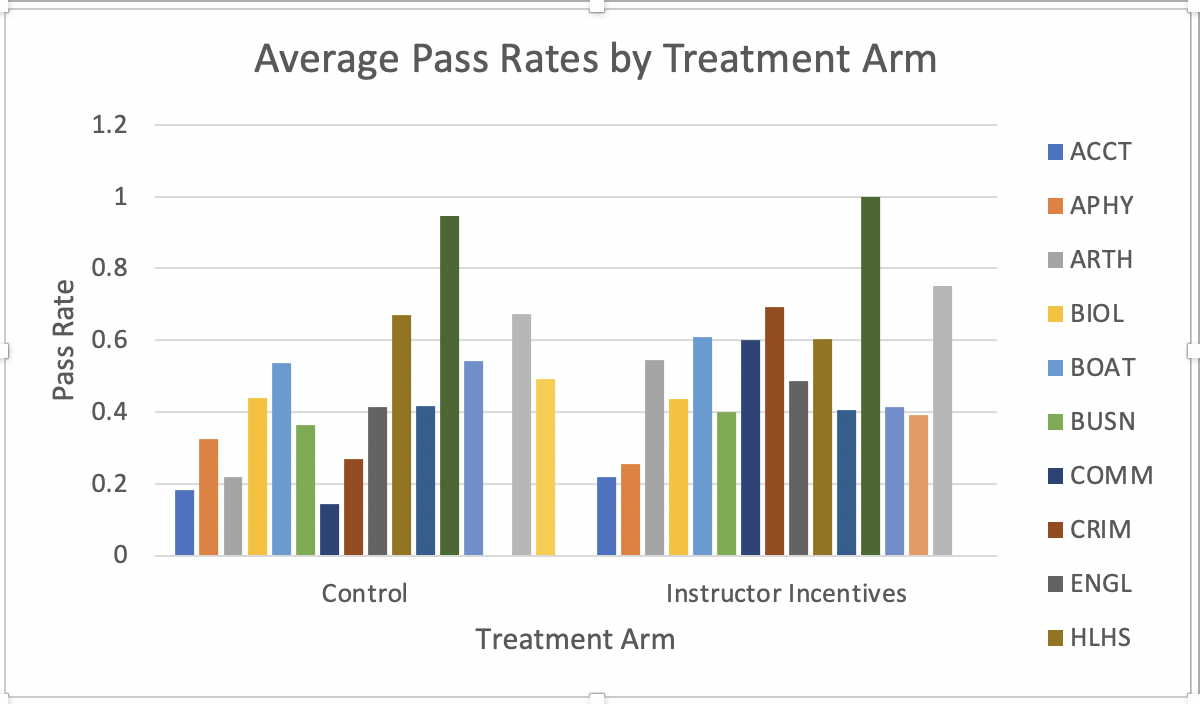 Average Pass Rates by Treatment Arm
1.2
1
0.8
0.6
0.4
0.2
0
Pass Rate
Control
Instructor Incentives
Treatment Arm
ACCT
APHY
ARTH
BIOL
BOAT
BUSN
COMM
CRIM
ENGL
HLHS